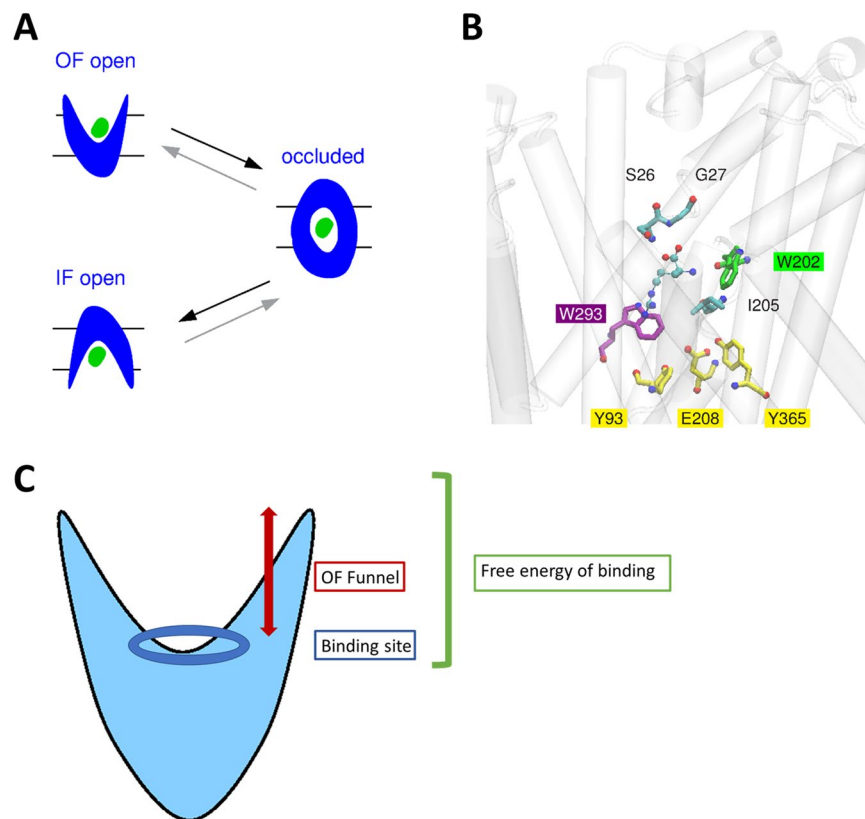 A
OF open
occluded
IF open
B
S26
G27
W202
W293
I205
Y93
E208
Y365
C
OF Funnel
Free energy of binding
Binding site